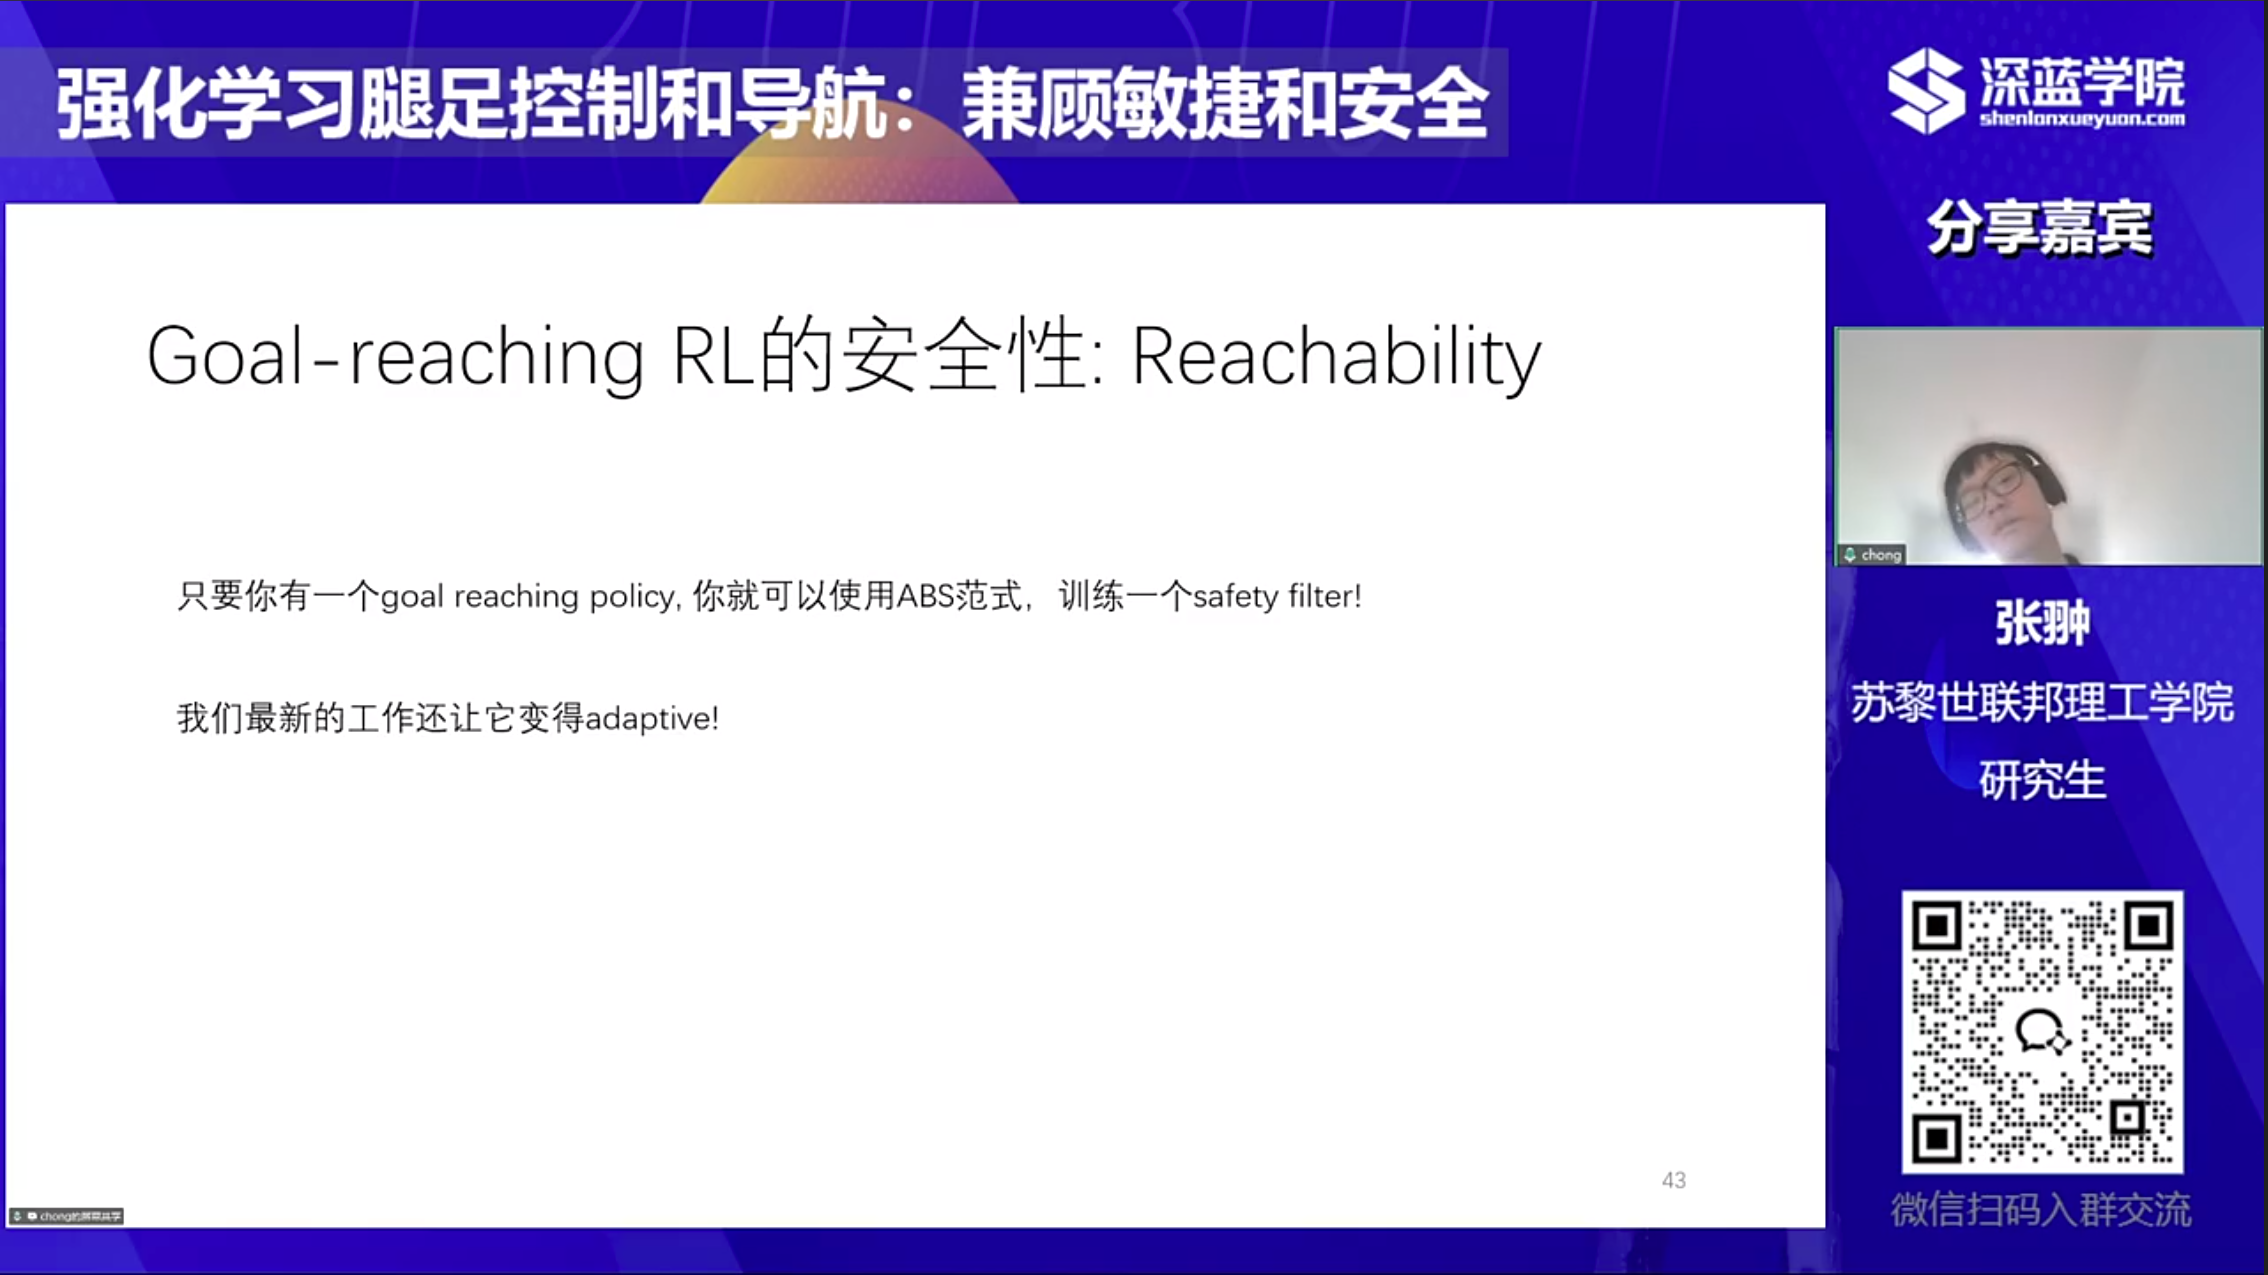 强化学习腿足控制和导航：兼顾敏捷和安全
深蓝学院
shenlanxueyuan.com
分享嘉宾
Goal-reaching RL的安全性: Reachability
只要你有一个goal reaching policy, 你就可以使用ABS范式，训练一个safety filter!
我们最新的工作还让它变得adaptive!
43
chong的屏幕共享
chong
张翀
苏黎世联邦理工学院
研究生
微信扫码入群交流